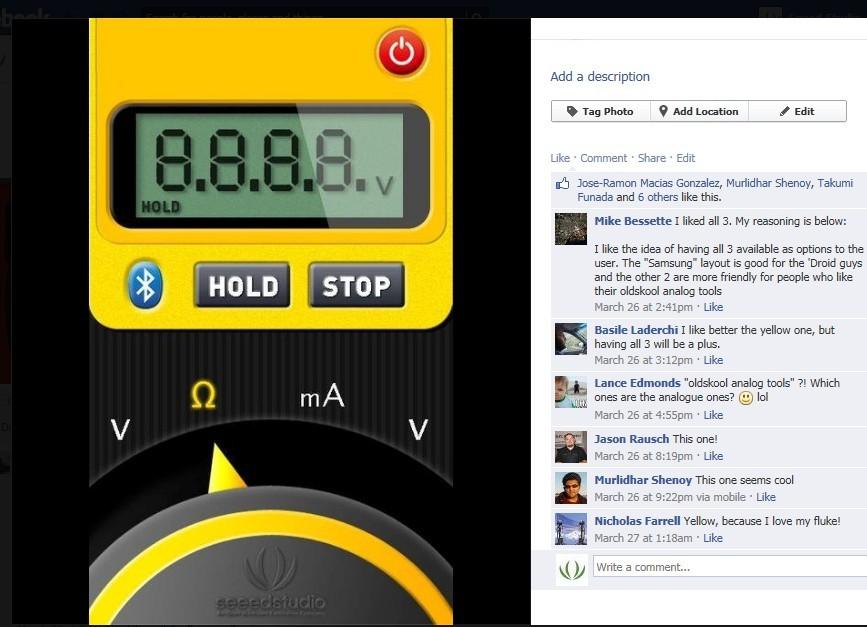 8.8.8.8. V
HOLD
HOLD STOP
Ω mA
V V
seeedstudio
Add a description
Tag Photo Add Location Edit
Like · Comment · Share · Edit
Jose-Ramon Macias Gonzalez, Murlidhar Shenoy, Takumi
Funada and 6 others like this.
Mike Bessette I liked all 3. My reasoning is below:
I like the idea of having all 3 available as options to the
user. The "Samsung" layout is good for the 'Droid guys
and the other 2 are more friendly for people who like
their oldskool analog tools
March 26 at 2:41pm · Like
Basile Laderchi I like better the yellow one, but
having all 3 will be a plus.
March 26 at 3:12pm · Like
Lance Edmonds "oldskool analog tools" ?! Which
ones are the analogue ones? lol
March 26 at 4:55pm · Like
Jason Rausch This one!
March 26 at 8:19pm · Like
Murlidhar Shenoy This one seems cool
March 26 at 9:22pm via mobile · Like
Nicholas Farrell Yellow, because I love my fluke!
March 27 at 1:18am · Like
Write a comment...